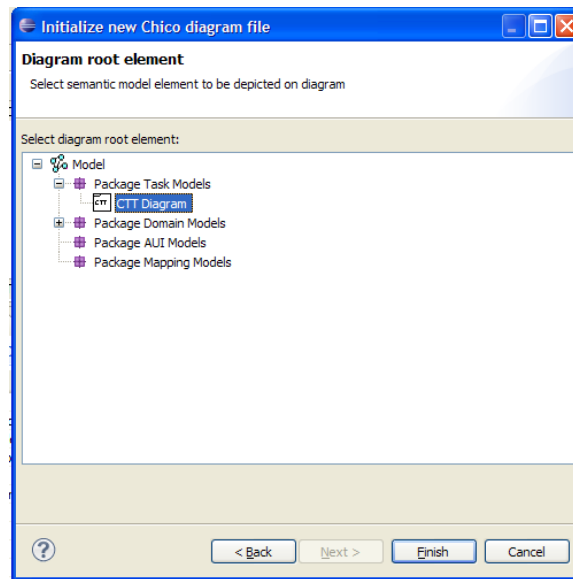 Initialize new Chico diagram file
Diagram root element
Select semantic model element to be depicted on diagram
Select diagram root element:
Model
Package Task Models
CTT CTT Diagram
Package Domain Models
Package AUI Models
Package Mapping Models
< Back Next > Finish Cancel